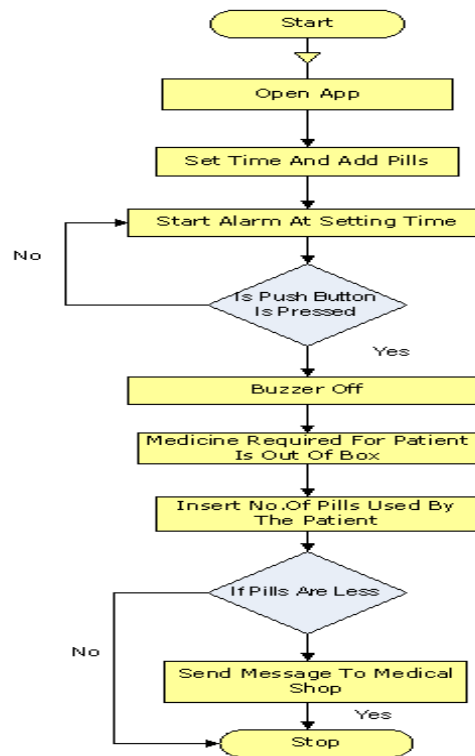 Start
Open App
Set Time And Add Pills
Start Alarm At Setting Time
No
Is Push Button
Is Pressed
Yes
Buzzer Off
Medicine Required For Patient
Is Out Of Box
Insert No.Of Pills Used By
The Patient
If Pills Are Less
No
Send Message To Medical
Shop
Yes
Stop